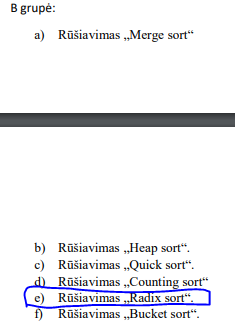 B grupė:
a) Rūšiavimas „Merge sort“
b) Rūšiavimas „Heap sort“.
c) Rūšiavimas „Quick sort“.
d) Rūšiavimas „Counting sort“
e) Rūšiavimas „Radix sort“.
f) Rūšiavimas „Bucket sort“.